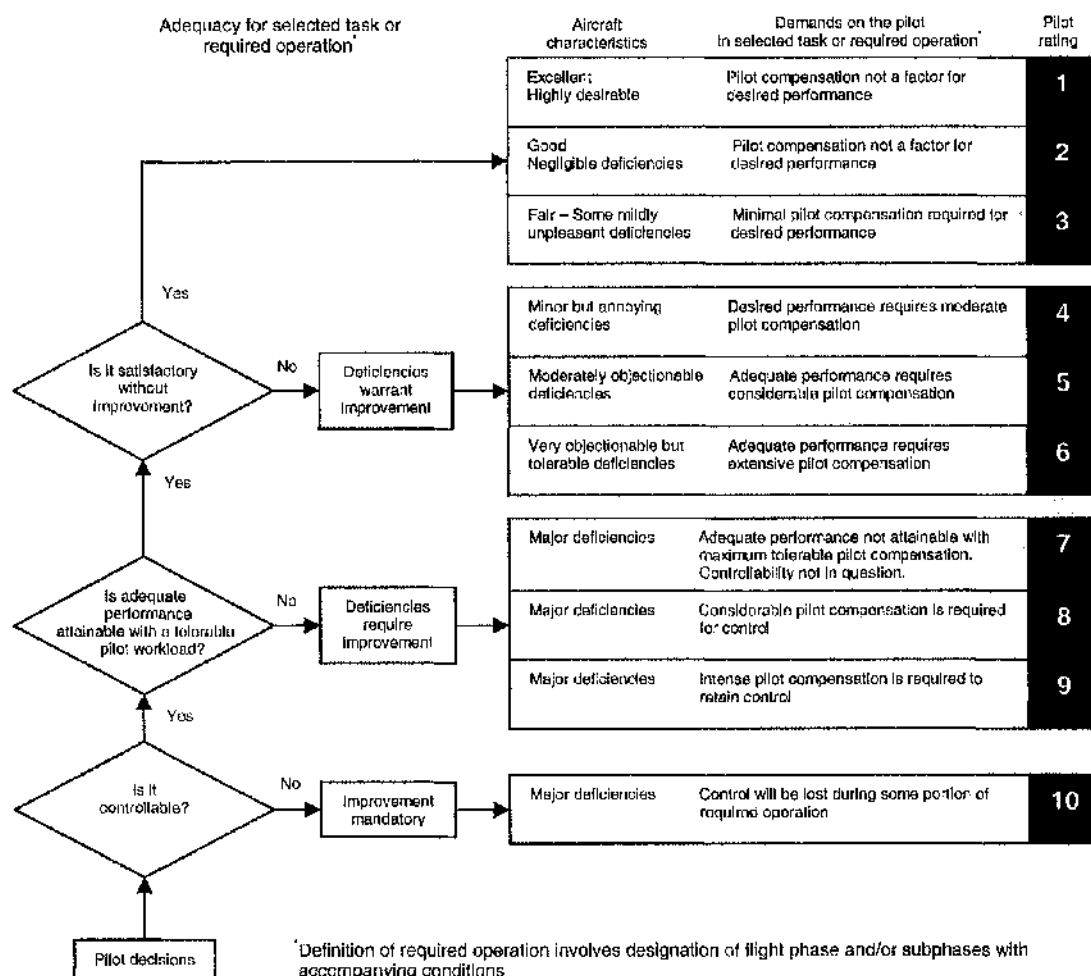 Adequacy for selected task or
required operation*
Aircraft
characteristics
Demands on the pilot
in selected task or required operation*
Pilot
rating
Excellent
Highly desirable
Pilot compensation not a factor for
desired performance
1
Good
Negligible deficiencies
Pilot compensation not a factor for
desired performance
2
Fair – Some mildly
unpleasant deficiencies
Minimal pilot compensation required for
desired performance
3
Yes
Is it satisfactory
without
improvement?
No
Deficiencies
warrant
improvement
Minor but annoying
deficiencies
Desired performance requires moderate
pilot compensation
4
Moderately objectionable
deficiencies
Adequate performance requires
considerable pilot compensation
5
Very objectionable but
tolerable deficiencies
Adequate performance requires
extensive pilot compensation
6
Yes
Is adequate
performance
attainable with a tolerable
pilot workload?
No
Deficiencies
require
improvement
Major deficiencies
Adequate performance not attainable with
maximum tolerable pilot compensation.
Controllability not in question.
7
Major deficiencies
Considerable pilot compensation is required
for control
8
Major deficiencies
Intense pilot compensation is required to
retain control
9
Yes
Is it
controllable?
No
Improvement
mandatory
Major deficiencies
Control will be lost during some portion of
required operation
10
Pilot decisions
*Definition of required operation involves designation of flight phase and/or subphases with
accompanying conditions